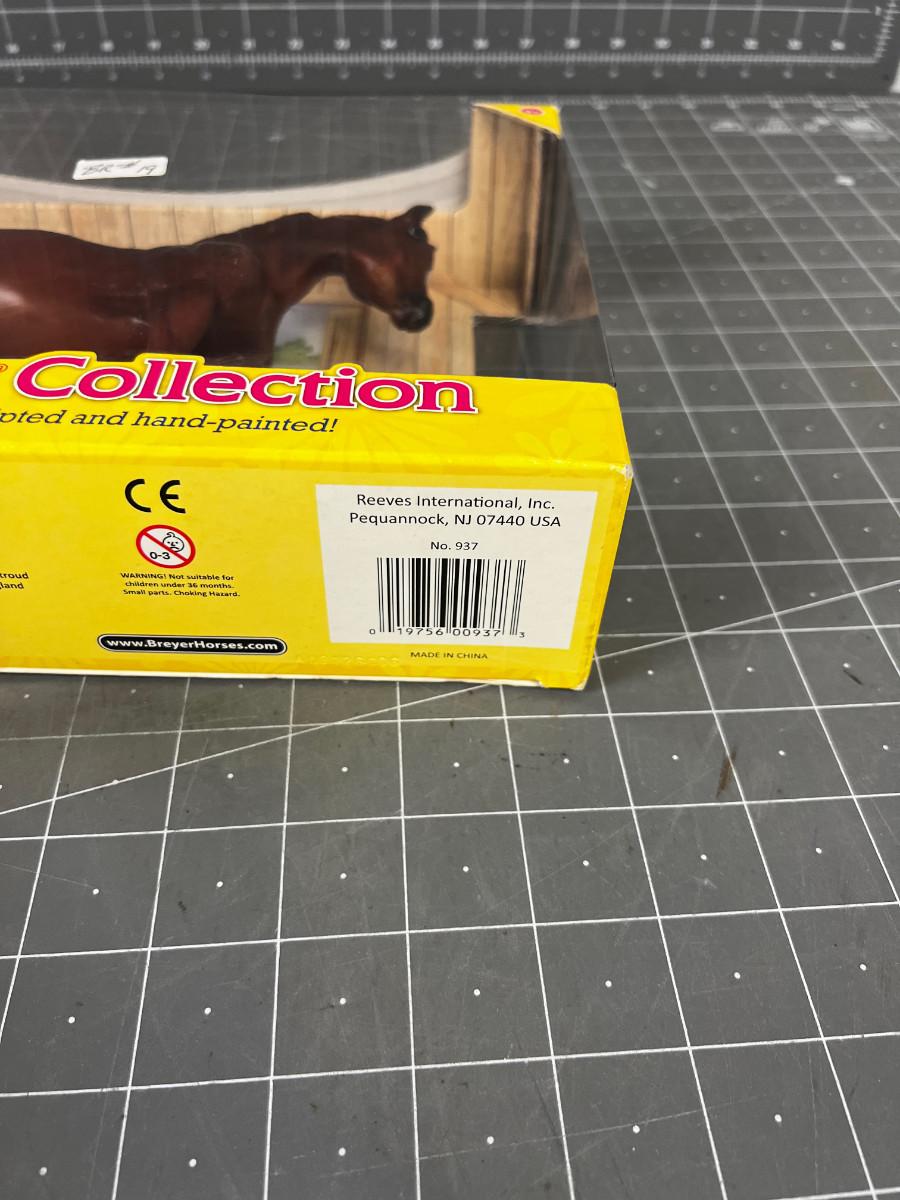 BR# 19
® Collection
pted and hand-painted!
CE
0-3
WARNING! Not suitable for
children under 36 months.
Small parts. Choking Hazard.
troud
land
www.BreyerHorses.com
Reeves International, Inc.
Pequannock, NJ 07440 USA
No. 937
0 19756 00937 3
MADE IN CHINA